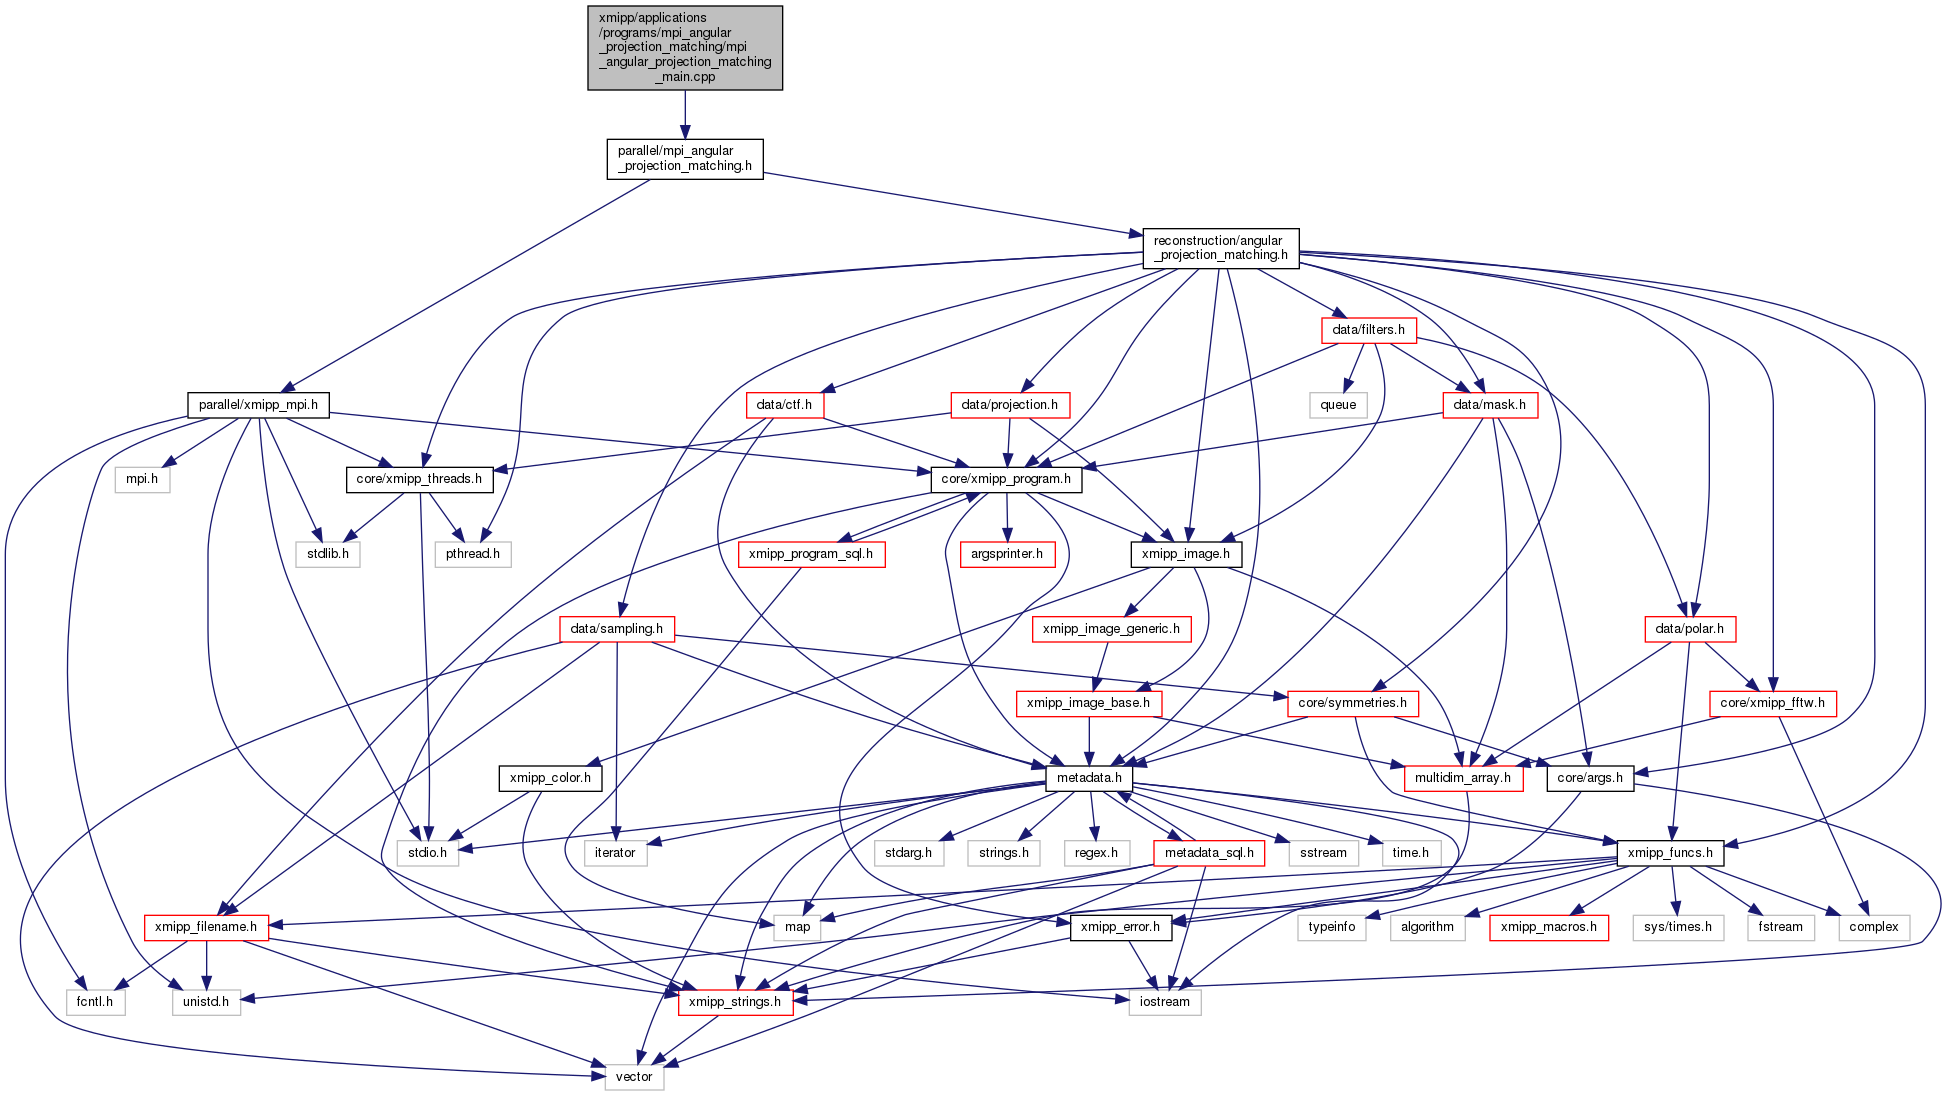 xmipp/applications
/programs/mpi_angular
_projection_matching/mpi
_angular_projection_matching
_main.cpp
parallel/mpi_angular
_projection_matching.h
reconstruction/angular
_projection_matching.h
data/filters.h
parallel/xmipp_mpi.h
data/ctf.h
data/projection.h
queue
data/mask.h
mpi.h
core/xmipp_threads.h
core/xmipp_program.h
stdlib.h
pthread.h
xmipp_program_sql.h
argsprinter.h
xmipp_image.h
data/sampling.h
xmipp_image_generic.h
data/polar.h
xmipp_image_base.h
core/symmetries.h
core/xmipp_fftw.h
xmipp_color.h
metadata.h
multidim_array.h
core/args.h
stdio.h
iterator
stdarg.h
strings.h
regex.h
metadata_sql.h
sstream
time.h
xmipp_funcs.h
xmipp_filename.h
map
xmipp_error.h
typeinfo
algorithm
xmipp_macros.h
sys/times.h
fstream
complex
fcntl.h
unistd.h
xmipp_strings.h
iostream
vector